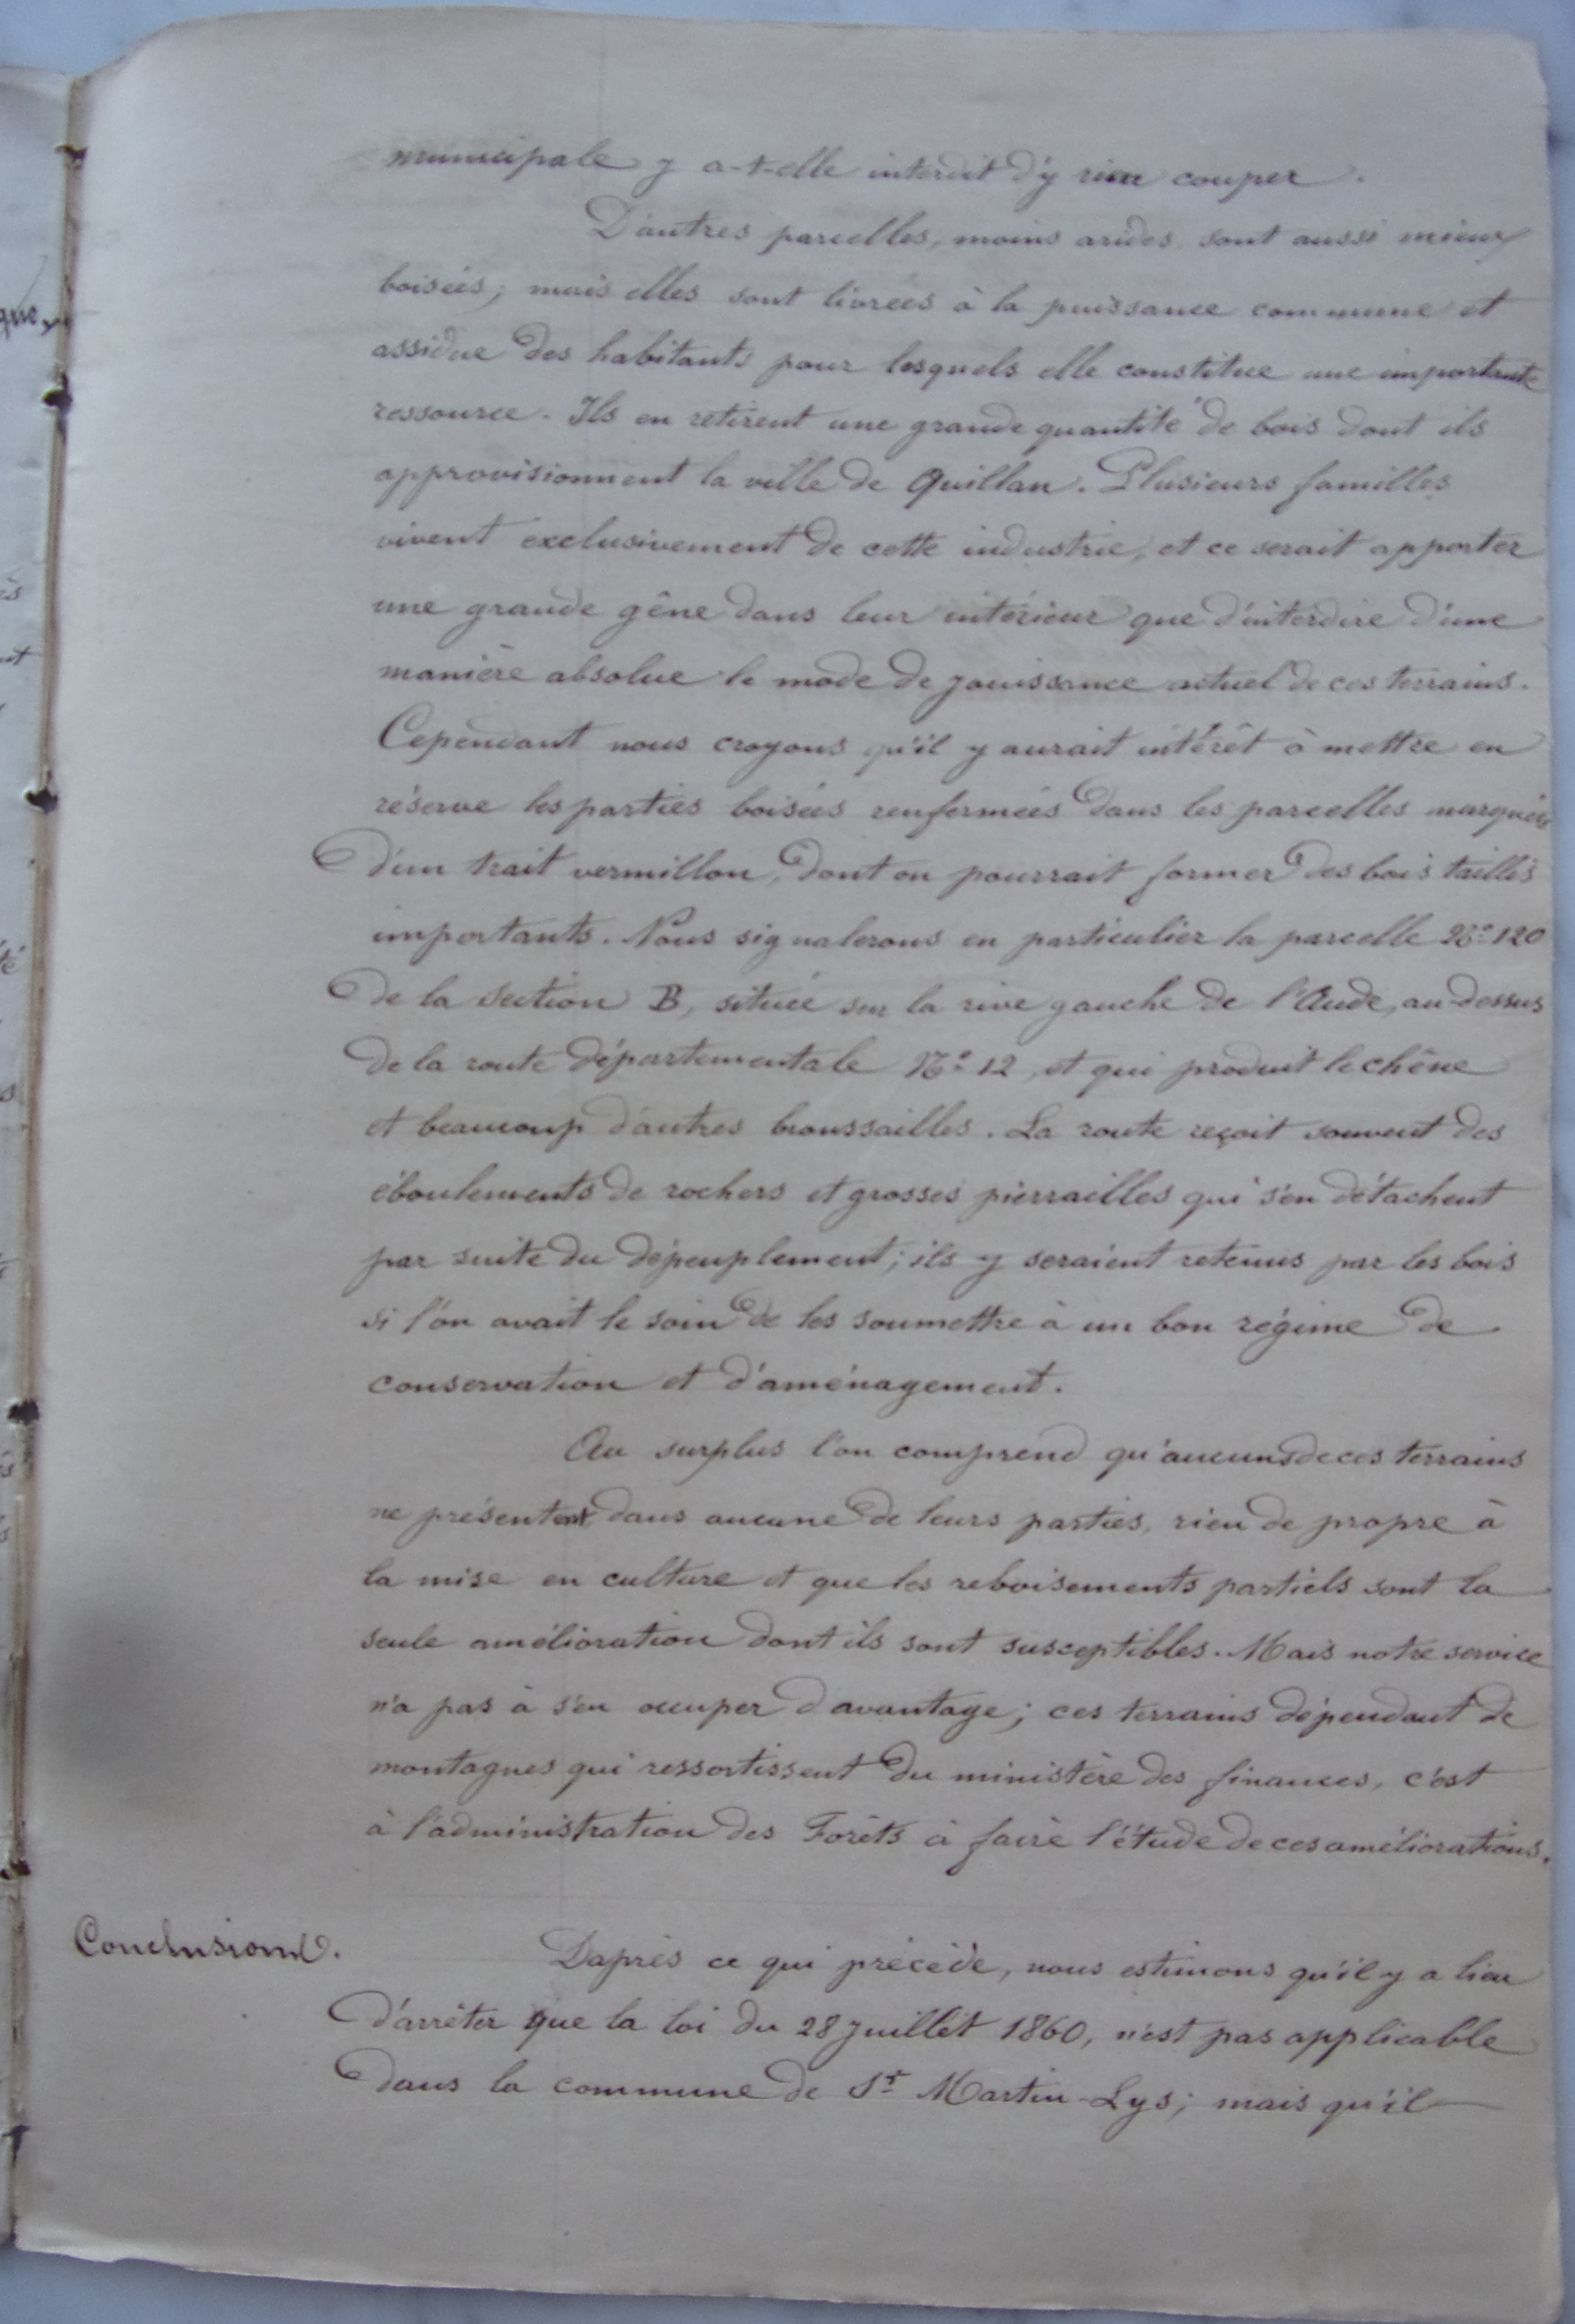 municipale y a-t-elle interdit d'y rien couper.
D'autres parcelles, moins arides, sont aussi mieux
boisées; mais elles sont livrées à la puissance commune et
assidue des habitants pour lesquels elle constitue une importante
ressource. Ils en retirent une grande quantité de bois dont ils
approvisionnent la ville de Quillan. Plusieurs familles
vivent exclusivement de cette industrie, et ce serait apporter
une grande gêne dans leur intérieur que d'interdire d'une
manière absolue le mode de jouissance actuel de ces terrains.
Cependant nous croyons qu'il y aurait intérêt à mettre en
réserve les parties boisées renfermées dans les parcelles marquées
d'un trait vermillon, dont on pourrait former des bois taillis
importants. Nous signalerons en particulier la parcelle N° 120
de la section B, située sur la rive gauche de l'Aude, au-dessus
de la route départementale N° 12, et qui produit le chêne
et beaucoup d'autres broussailles. La route reçoit souvent des
éboulements de rochers et grosses pierrailles qui s'en détachent
par suite du dépeuplement; ils y seraient retenus par les bois
si l'on avait le soin de les soumettre à un bon régime de
conservation et d'aménagement.
Au surplus l'on comprend qu'aucuns de ces terrains
ne présentent dans aucune de leurs parties, rien de propre à
la mise en culture et que les reboisements partiels sont la
seule amélioration dont ils sont susceptibles. Mais notre service
n'a pas à s'en occuper d'avantage; ces terrains dépendant de
montagnes qui ressortissent du ministère des finances, c'est
à l'administration des Forêts à faire l'étude de ces améliorations.
Conclusions.
D'après ce qui précède, nous estimons qu'il y a lieu
d'arrêter que la loi du 28 juillet 1860, n'est pas applicable
dans la commune de St Martin-Lys; mais qu'il